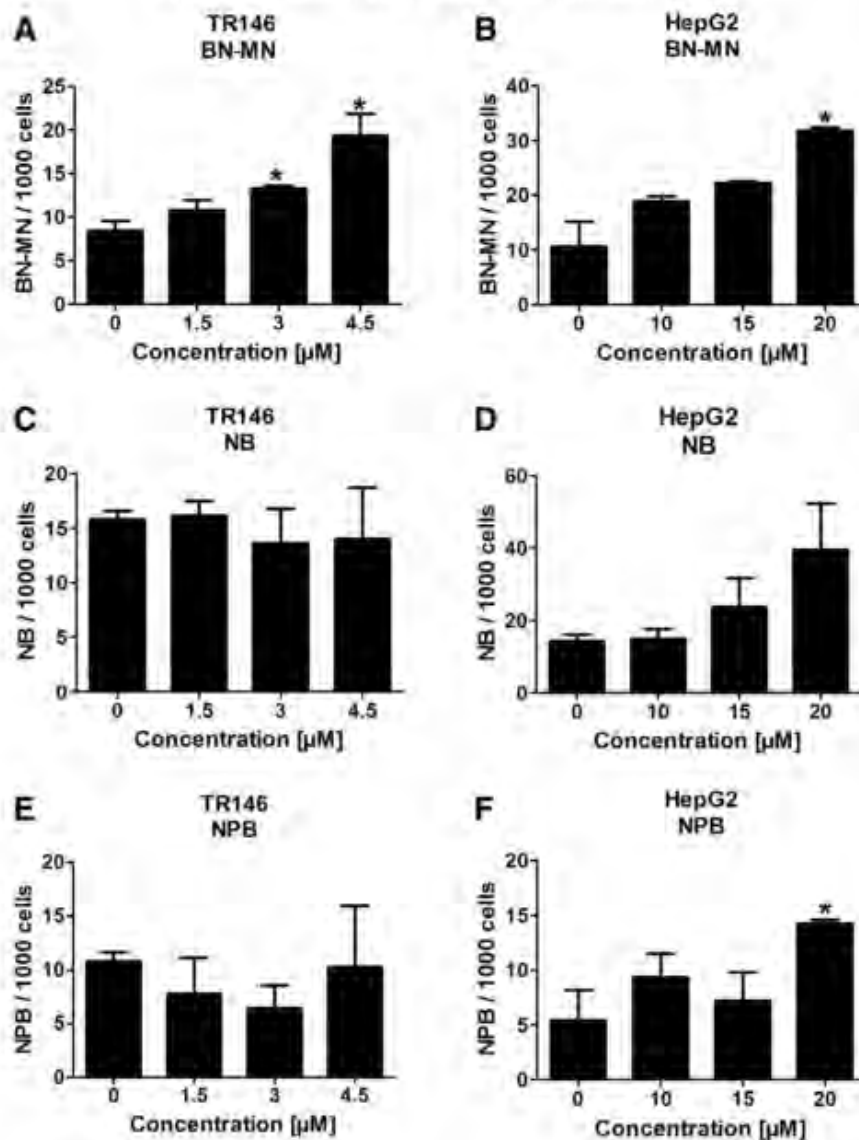 A
TR146
BN-MN
BN-MN / 1000 cells
25
20
15
10
5
0
*
*
0 1.5 3 4.5
Concentration [µM]
B
HepG2
BN-MN
BN-MN / 1000 cells
40
30
20
10
0
*
0 10 15 20
Concentration [µM]
C
TR146
NB
NB / 1000 cells
20
15
10
5
0
0 1.5 3 4.5
Concentration [µM]
D
HepG2
NB
NB / 1000 cells
60
40
20
0
0 10 15 20
Concentration [µM]
E
TR146
NPB
NPB / 1000 cells
20
15
10
5
0
0 1.5 3 4.5
Concentration [µM]
F
HepG2
NPB
NPB / 1000 cells
20
15
10
5
0
*
0 10 15 20
Concentration [µM]